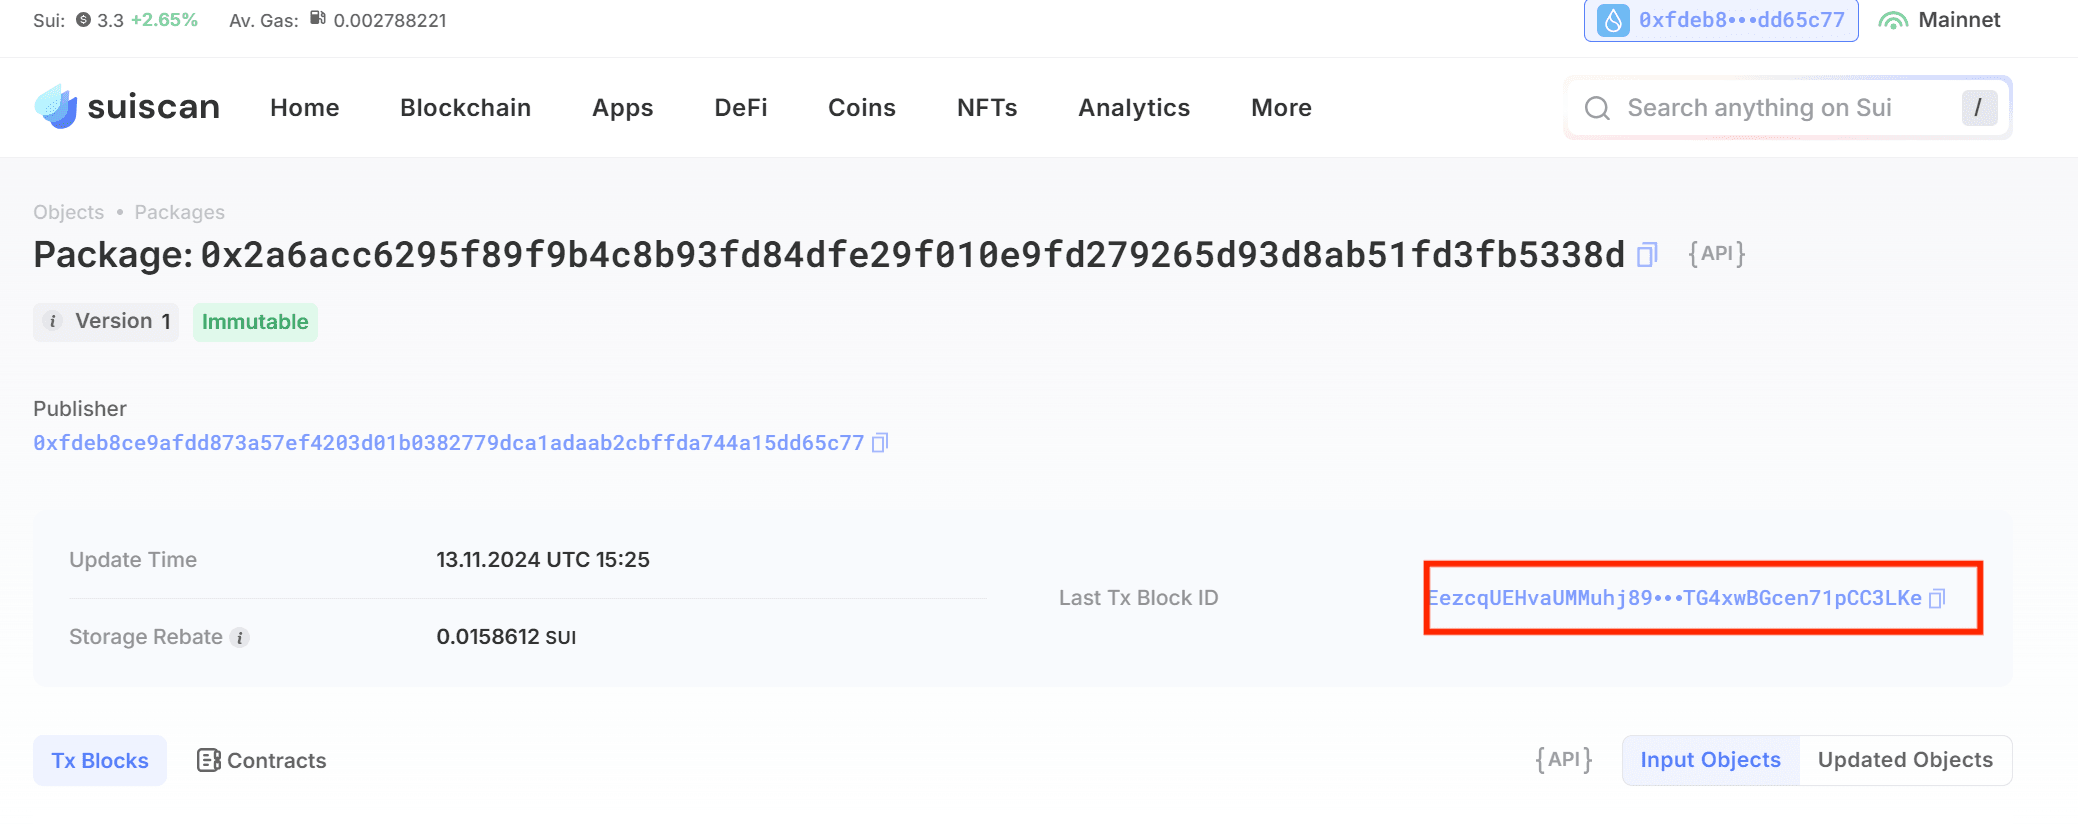 Sui: 3.3 +2.65% Av. Gas: 0.002788221 0xfdeb8•••dd65c77 Mainnet
suiscan Home Blockchain Apps DeFi Coins NFTs Analytics More Search anything on Sui /
Objects • Packages
Package: 0x2a6acc6295f89f9b4c8b93fd84dfe29f010e9fd279265d93d8ab51fd3fb5338d {API}
i Version 1 Immutable
Publisher
0xfdeb8ce9afdd873a57ef4203d01b0382779dca1adaab2cbffda744a15dd65c77
Update Time 13.11.2024 UTC 15:25
Last Tx Block ID EezcqUEHvaUMMuhj89•••TG4xwBGcen71pCC3LKe
Storage Rebate i 0.0158612 SUI
Tx Blocks Contracts {API} Input Objects Updated Objects